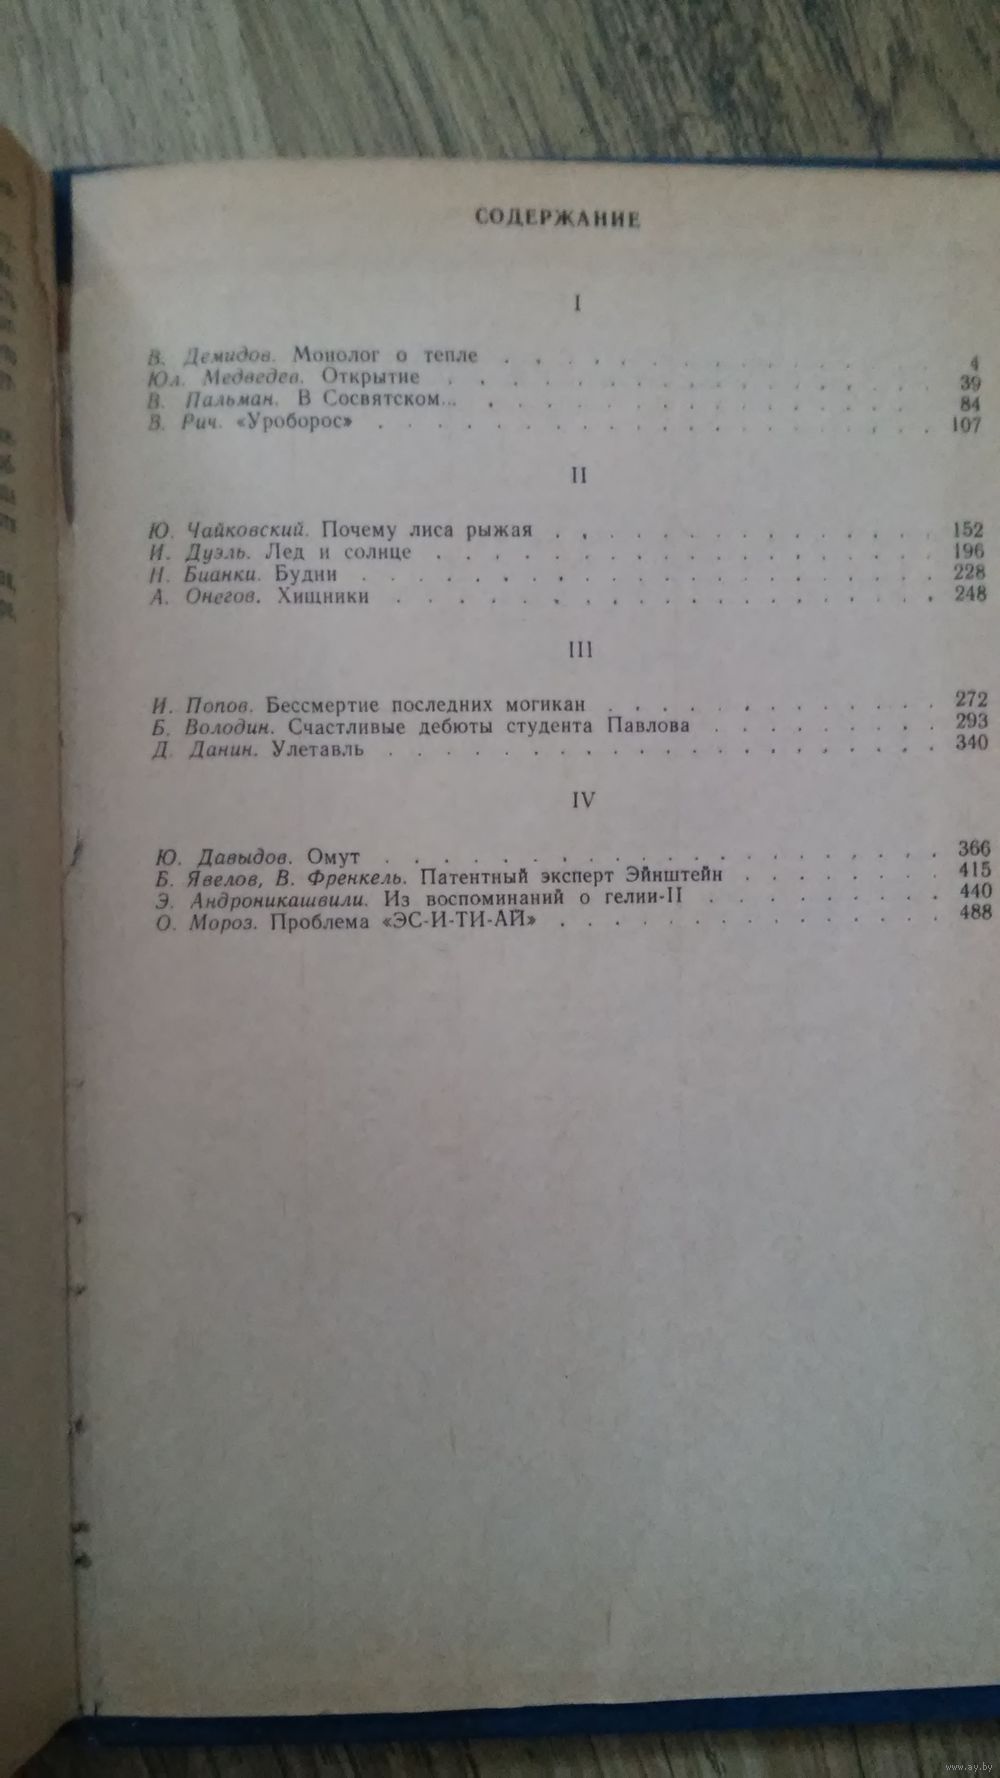 СОДЕРЖАНИЕ
I
В. Демидов. Монолог о тепле . . . . . . . . . . . . . . 4
Юл. Медведев. Открытие . . . . . . . . . . . . . . . . 39
В. Пальман. В Сосвятском... . . . . . . . . . . . . . . 84
В. Рич. «Уроборос» . . . . . . . . . . . . . . . . . . 107
II
Ю. Чайковский. Почему лиса рыжая . . . . . . . . . . . . . 152
И. Дуэль. Лед и солнце . . . . . . . . . . . . . . . . . 196
Н. Бианки. Будни . . . . . . . . . . . . . . . . . . . 228
А. Онегов. Хищники . . . . . . . . . . . . . . . . . . 248
III
И. Попов. Бессмертие последних могикан . . . . . . . . . . . 272
Б. Володин. Счастливые дебюты студента Павлова . . . . . . . . 293
Д. Данин. Улетавль . . . . . . . . . . . . . . . . . . 340
IV
Ю. Давыдов. Омут . . . . . . . . . . . . . . . . . . . 366
Б. Явелов, В. Френкель. Патентный эксперт Эйнштейн . . . . . . . 415
Э. Андроникашвили. Из воспоминаний о гелии-II . . . . . . . . 440
О. Мороз. Проблема «ЭС-И-ТИ-АЙ» . . . . . . . . . . . . . 488
www.ay.by